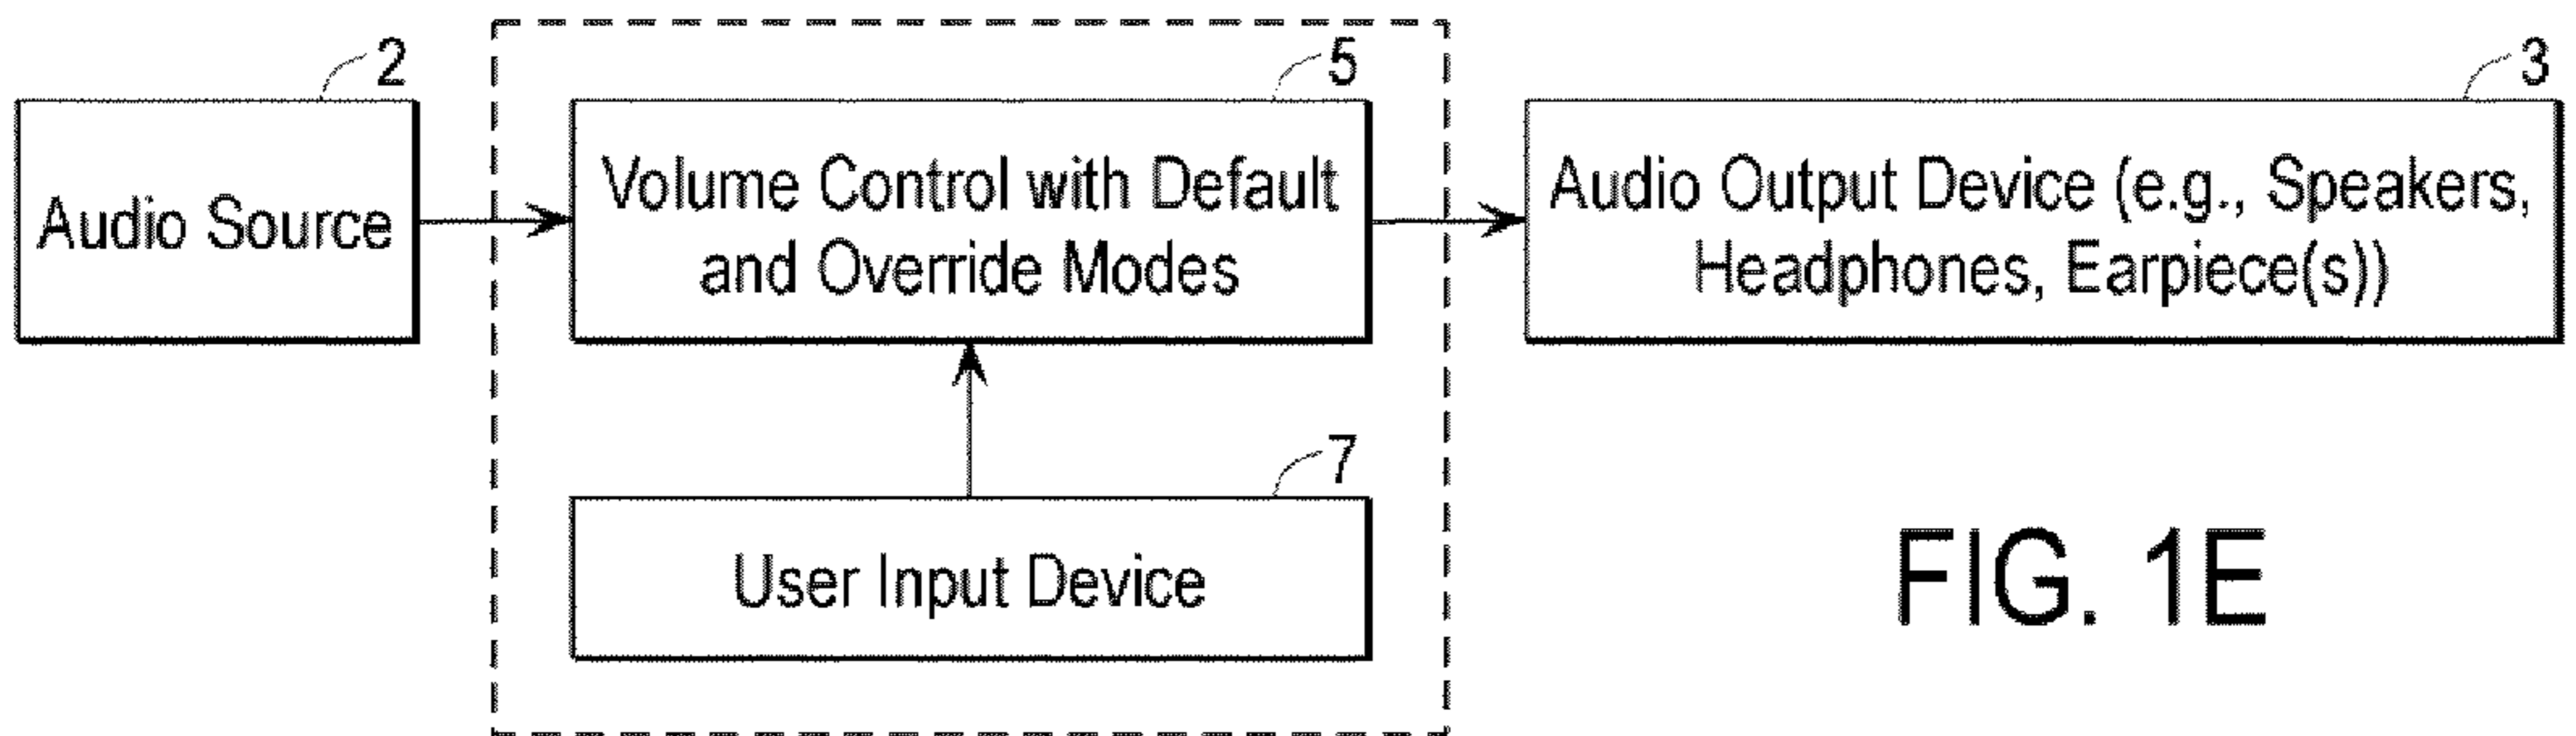 2
Audio Source
5
Volume Control with Default
and Override Modes
3
Audio Output Device (e.g., Speakers,
Headphones, Earpiece(s))
7
User Input Device
FIG. 1E